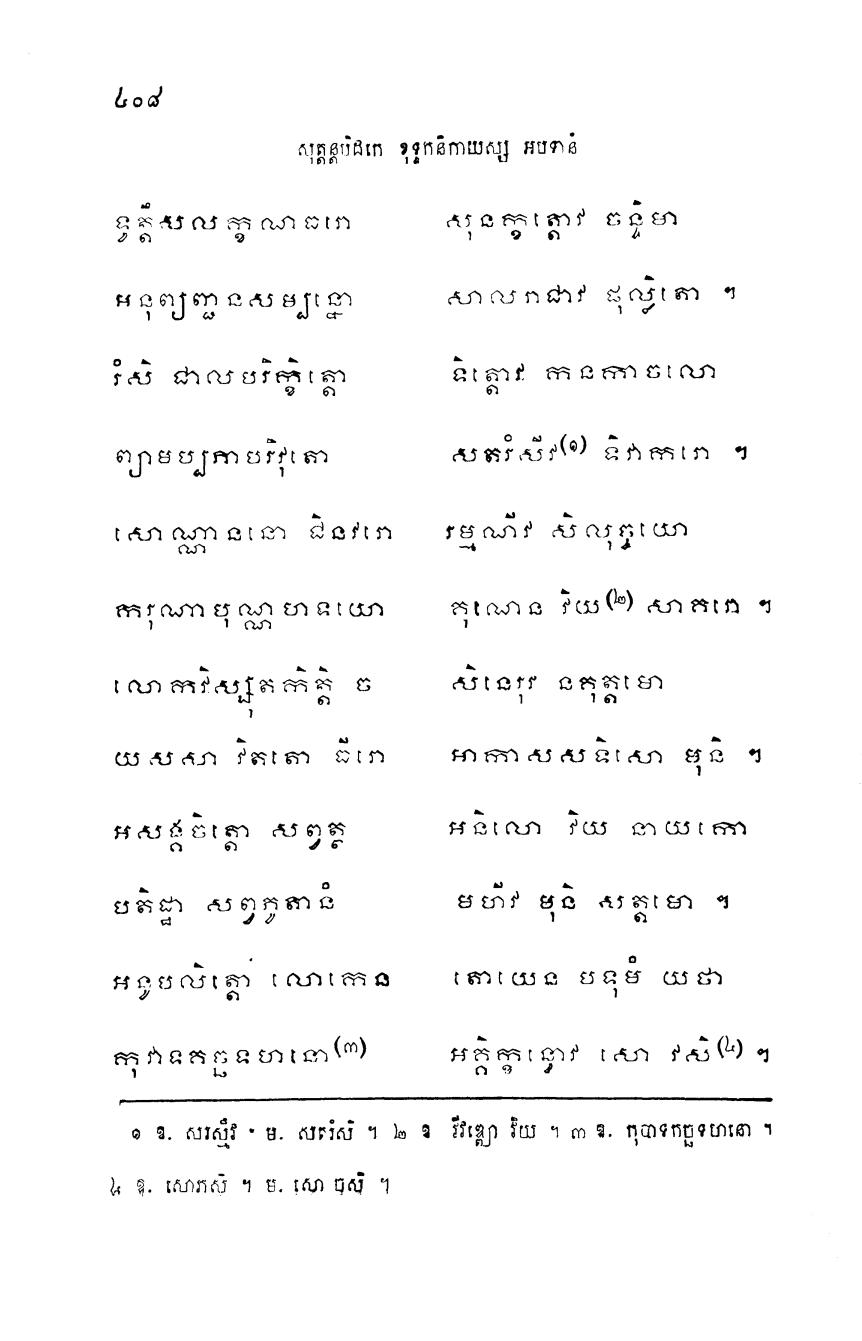 ៤០៨
សុត្តន្តបិដកេ ខុទ្ទកនិកាយស្ស អបទានំ
ទ្វត្តឹសលក្ខណធរោ សុនក្ខត្តោវ ចន្ទិមា
អនុព្យញ្ជនសម្បន្នោ សាលរាជាវ ផុល្លិតោ ។
រំសិ ជាលបរិក្ខិត្តោ ទិត្តោវ កនកាចលោ
ព្យាមប្បភាបរិវុតោ សតរំសីវ(១) ទិវាករោ ។
សោណ្ណាននោ ជិនវរោ រម្មណីវ សិលុច្ចយោ
ករុណាបុណ្ណហទយោ គុណេន វិយ(២) សាគរោ ។
លោកវិស្សុតកិត្តិ ច សិនេរុវ នគុត្តមោ
យសសា វិតតោ ធីរោ អាកាសសទិសោ មុនិ ។
អសង្គចិត្តោ សព្វត្ថ អនិលោ វិយ នាយកោ
បតិដ្ឋា សព្វភូតានំ មហីវ មុនិ សត្តមោ ។
អនូបលិត្តោ លោកេន តោយេន បទុមំ យថា
កុវាទគច្ឆទហនោ(៣) អគ្គិក្ខន្ធោវ សោ វសិ(៤) ។
១ ឱ. សរស្មីវ ។ ម. សតរំសិ ។ ២ ឱ វីវឌ្ឍោ វិយ ។ ៣ ឱ. កុបាទកច្ឆទហនោ ។
៤ ឱ. សោភសិ ។ ម. សោ ចុសិ ។